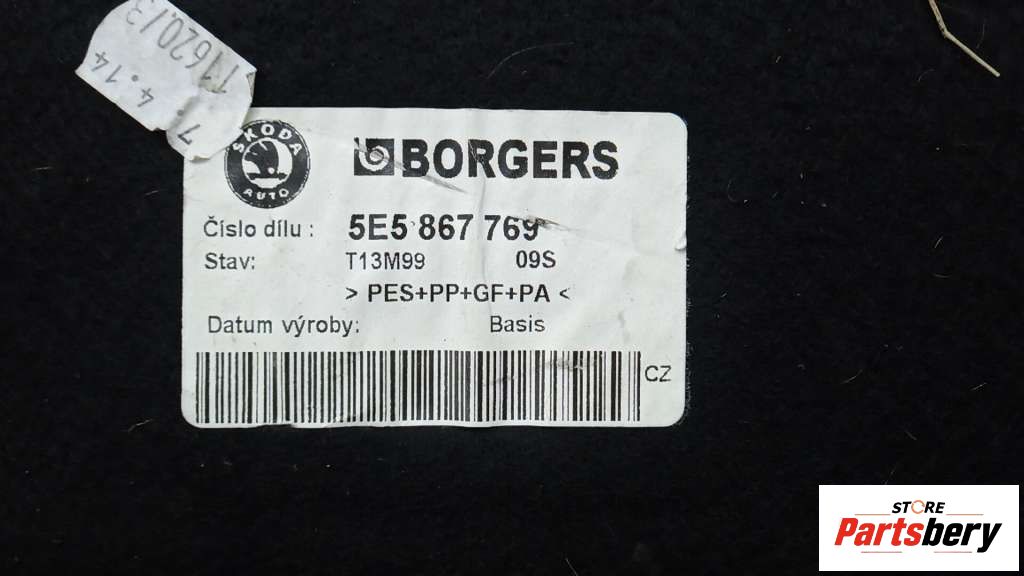 11620/3
7. 4.14
ŠKODA
AUTO
BORGERS
Číslo dílu : 5E5 867 769
Stav: T13M99 09S
> PES+PP+GF+PA <
Datum výroby: Basis
CZ
STORE
Partsbery